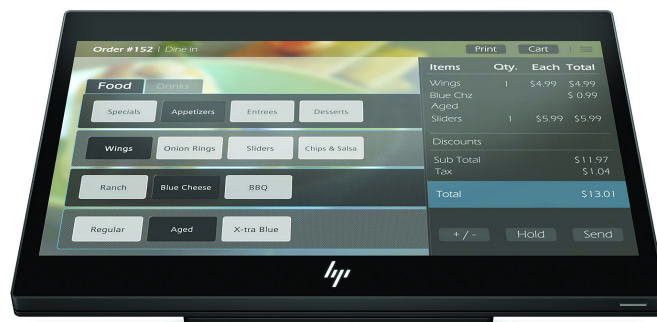 Order #152 | Dine in
Print Cart
Food Drinks
Specials Appetizers Entrees Desserts
Wings Onion Rings Sliders Chips & Salsa
Ranch Blue Cheese BBQ
Regular Aged X-tra Blue
Items Qty. Each Total
Wings 1 $4.99 $4.99
Blue Chz $ 0.99
Aged
Sliders 1 $5.99 $5.99
Discounts
Sub Total $11.97
Tax $1.04
Total $13.01
+ / - Hold Send
hp